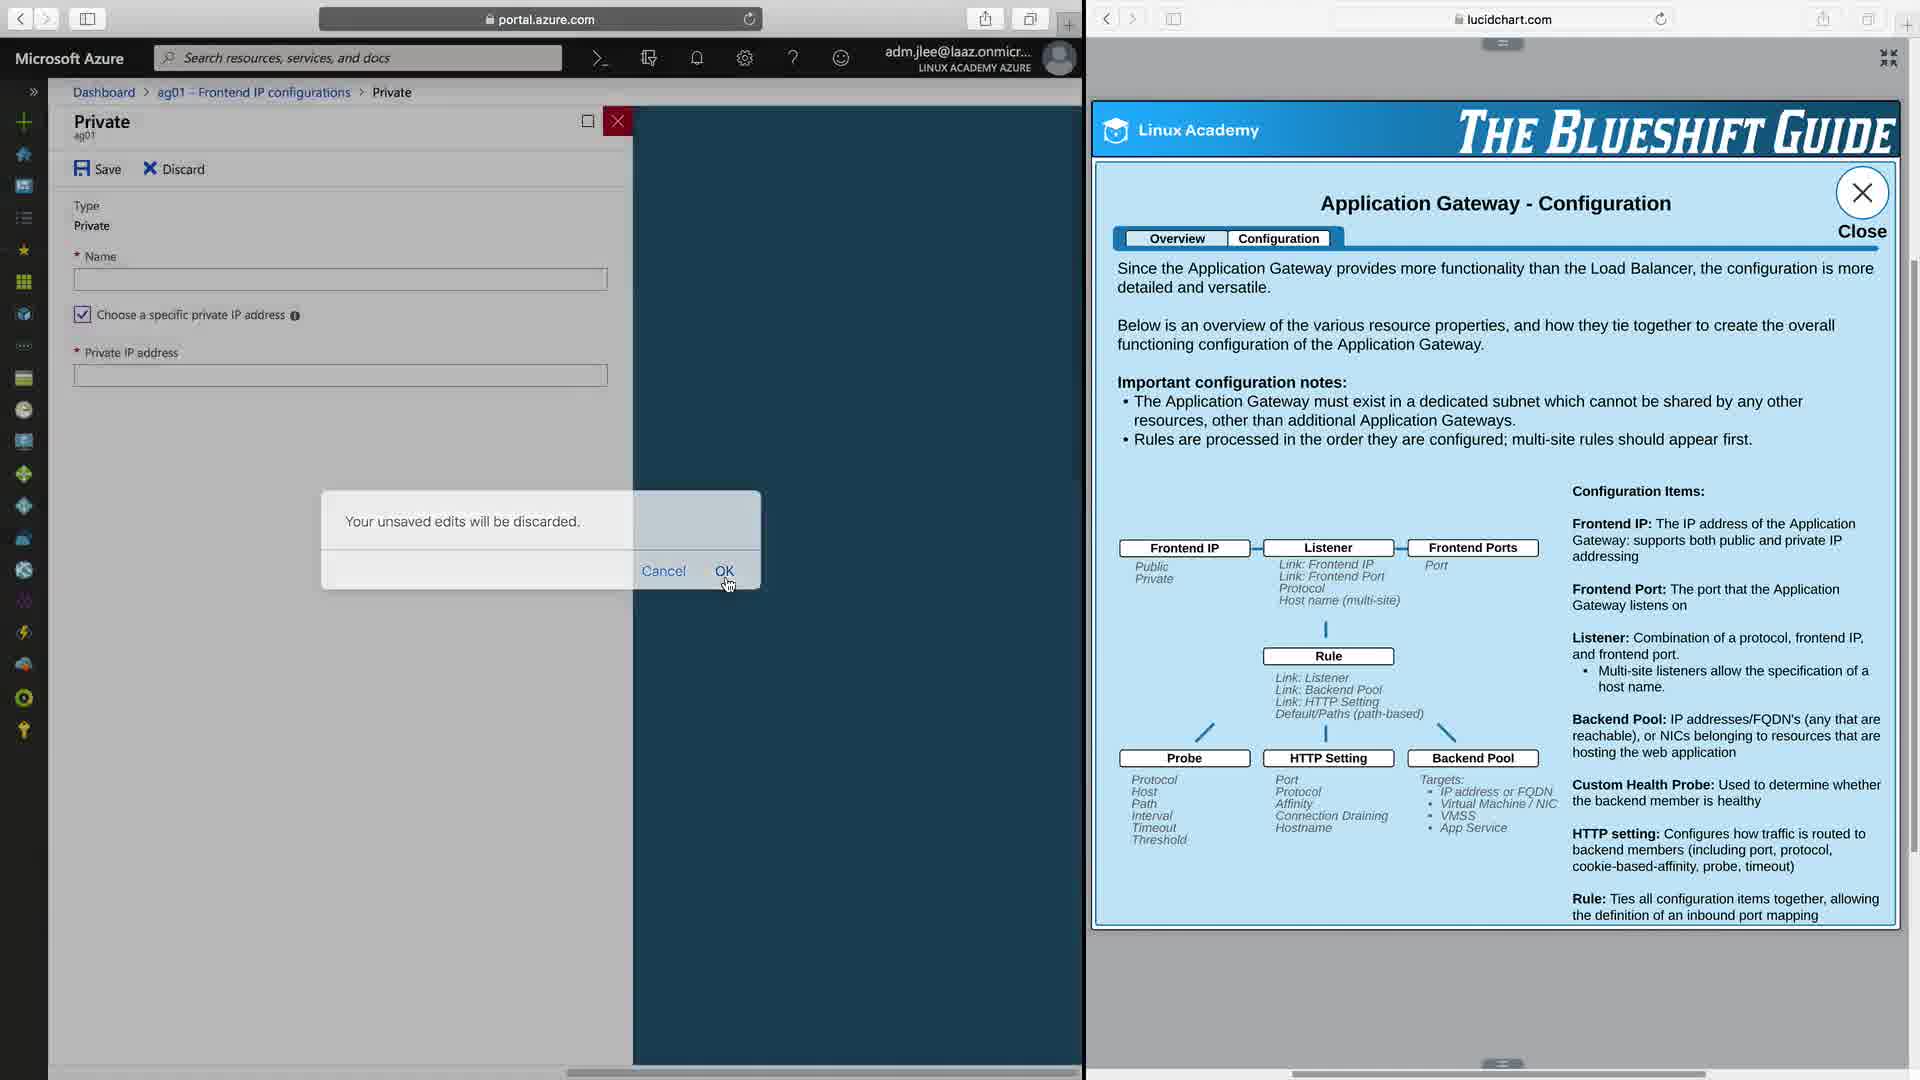 portal.azure.com
Microsoft Azure
Search resources, services, and docs
adm.jlee@laaz.onmicr...
LINUX ACADEMY AZURE
Dashboard > ag01 - Frontend IP configurations > Private
Private
ag01
Save Discard
Type
Private
* Name
Choose a specific private IP address
* Private IP address
Your unsaved edits will be discarded.
Cancel OK
lucidchart.com
Linux Academy
THE BLUESHIFT GUIDE
Application Gateway - Configuration
Close
Overview Configuration
Since the Application Gateway provides more functionality than the Load Balancer, the configuration is more
detailed and versatile.
Below is an overview of the various resource properties, and how they tie together to create the overall
functioning configuration of the Application Gateway.
Important configuration notes:
• The Application Gateway must exist in a dedicated subnet which cannot be shared by any other
resources, other than additional Application Gateways.
• Rules are processed in the order they are configured; multi-site rules should appear first.
Frontend IP
Public
Private
Listener
Link: Frontend IP
Link: Frontend Port
Protocol
Host name (multi-site)
Frontend Ports
Port
Rule
Link: Listener
Link: Backend Pool
Link: HTTP Setting
Default/Paths (path-based)
Probe
Protocol
Host
Path
Interval
Timeout
Threshold
HTTP Setting
Port
Protocol
Affinity
Connection Draining
Hostname
Backend Pool
Targets:
• IP address or FQDN
• Virtual Machine / NIC
• VMSS
• App Service
Configuration Items:
Frontend IP: The IP address of the Application
Gateway: supports both public and private IP
addressing
Frontend Port: The port that the Application
Gateway listens on
Listener: Combination of a protocol, frontend IP,
and frontend port.
• Multi-site listeners allow the specification of a
host name.
Backend Pool: IP addresses/FQDN's (any that are
reachable), or NICs belonging to resources that are
hosting the web application
Custom Health Probe: Used to determine whether
the backend member is healthy
HTTP setting: Configures how traffic is routed to
backend members (including port, protocol,
cookie-based-affinity, probe, timeout)
Rule: Ties all configuration items together, allowing
the definition of an inbound port mapping